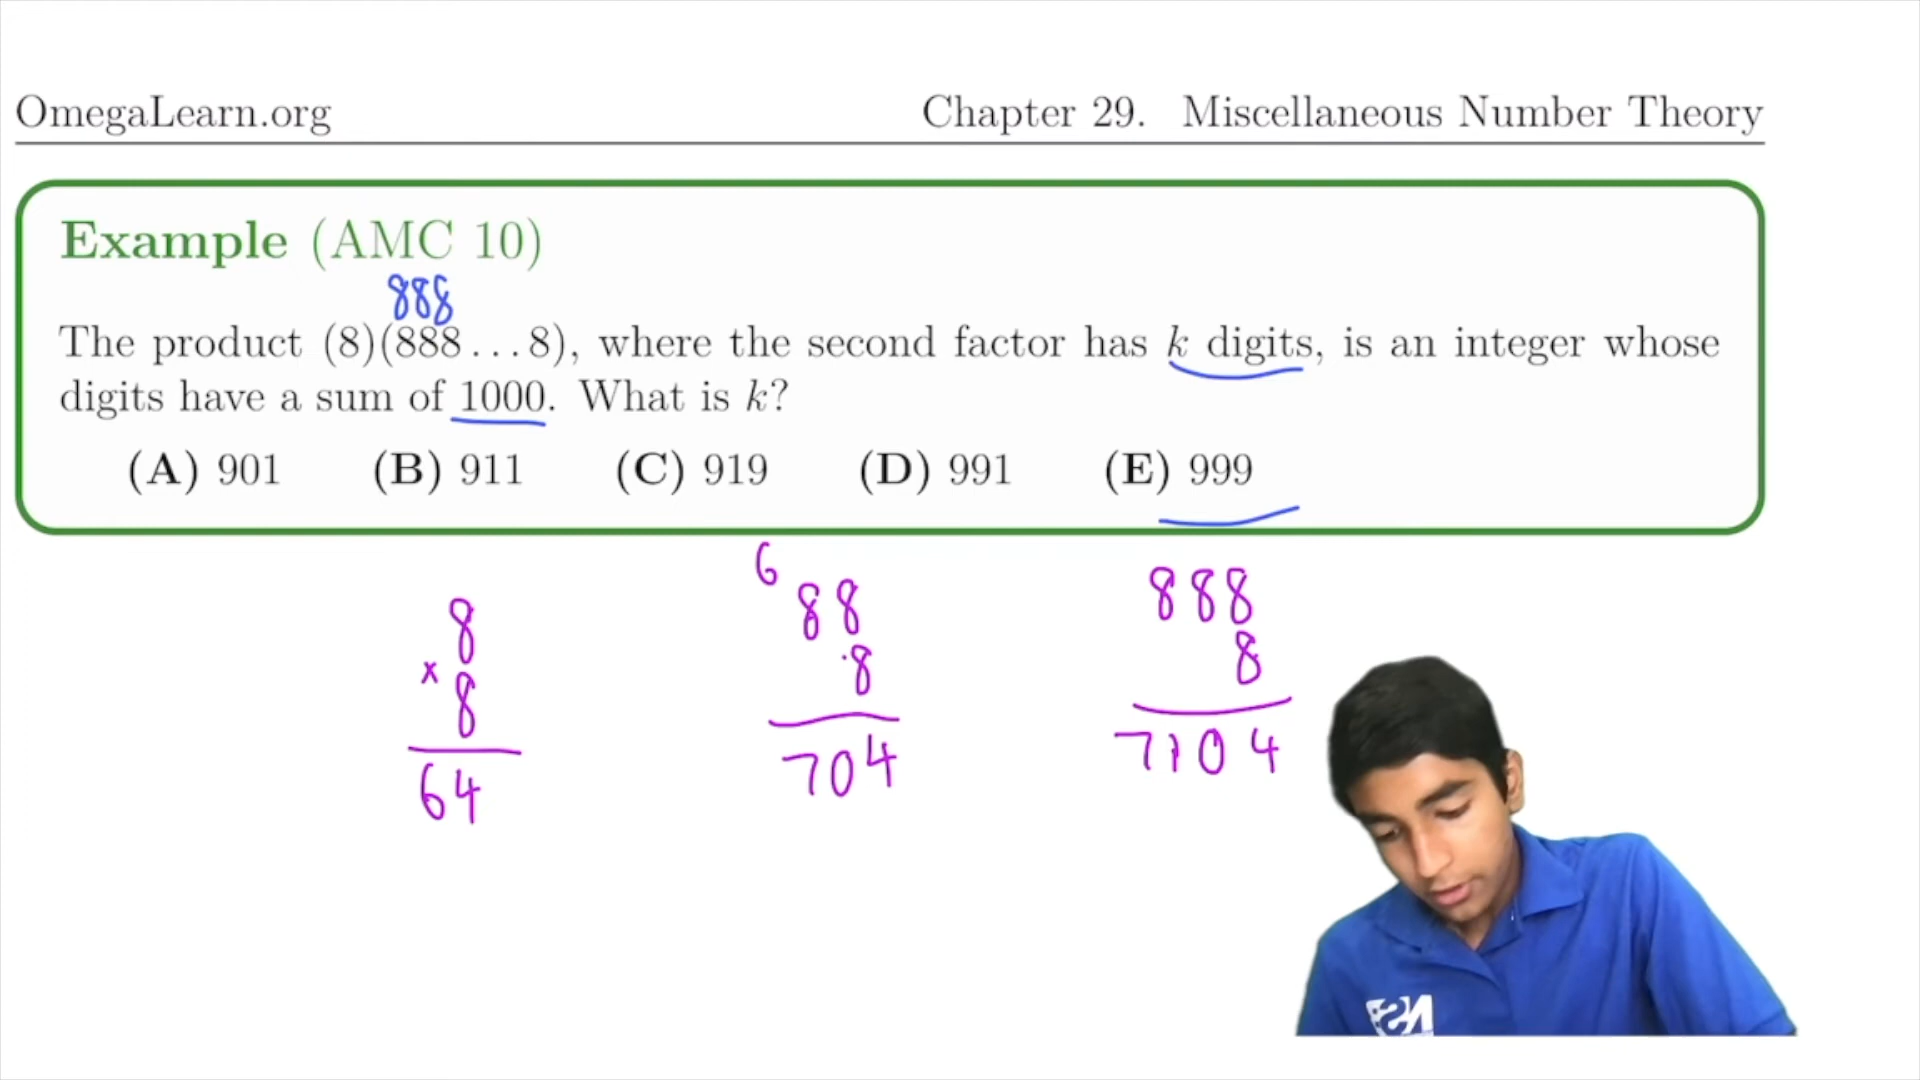 OmegaLearn.org Chapter 29. Miscellaneous Number Theory
Example (AMC 10)
888
The product (8)(888...8), where the second factor has k digits, is an integer whose
digits have a sum of 1000. What is k?
(A) 901 (B) 911 (C) 919 (D) 991 (E) 999
8
x 8
64
6
88
·8
704
888
8
7104